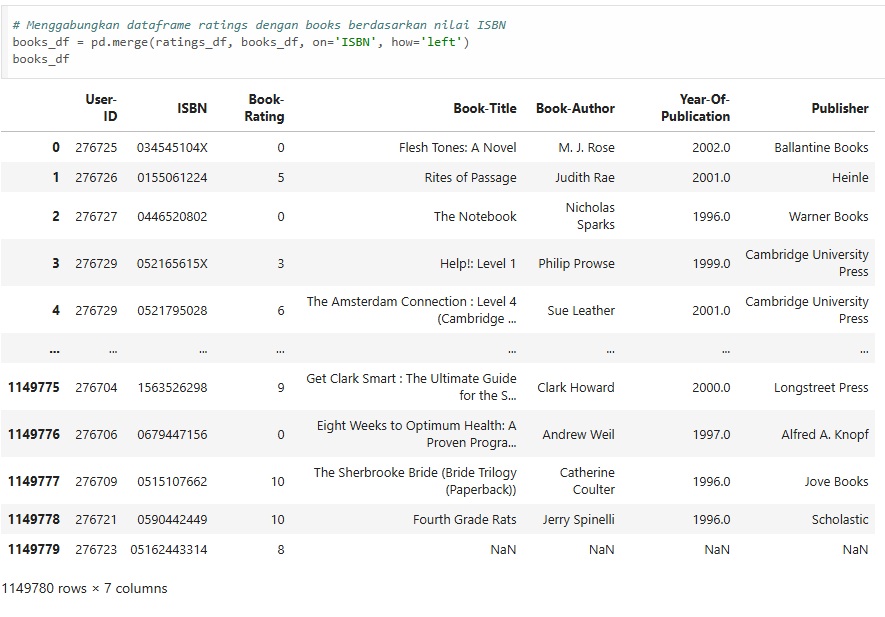 # Menggabungkan dataframe ratings dengan books berdasarkan nilai ISBN
books_df = pd.merge(ratings_df, books_df, on='ISBN', how='left')
books_df
User-ID ISBN Book-Rating Book-Title Book-Author Year-Of-Publication Publisher
0 276725 034545104X 0 Flesh Tones: A Novel M. J. Rose 2002.0 Ballantine Books
1 276726 0155061224 5 Rites of Passage Judith Rae 2001.0 Heinle
2 276727 0446520802 0 The Notebook Nicholas Sparks 1996.0 Warner Books
3 276729 052165615X 3 Help!: Level 1 Philip Prowse 1999.0 Cambridge University Press
4 276729 0521795028 6 The Amsterdam Connection : Level 4 (Cambridge ... Sue Leather 2001.0 Cambridge University Press
... ... ... ... ... ... ... ...
1149775 276704 1563526298 9 Get Clark Smart : The Ultimate Guide for the S... Clark Howard 2000.0 Longstreet Press
1149776 276706 0679447156 0 Eight Weeks to Optimum Health: A Proven Progra... Andrew Weil 1997.0 Alfred A. Knopf
1149777 276709 0515107662 10 The Sherbrooke Bride (Bride Trilogy (Paperback)) Catherine Coulter 1996.0 Jove Books
1149778 276721 0590442449 10 Fourth Grade Rats Jerry Spinelli 1996.0 Scholastic
1149779 276723 05162443314 8 NaN NaN NaN NaN
1149780 rows × 7 columns